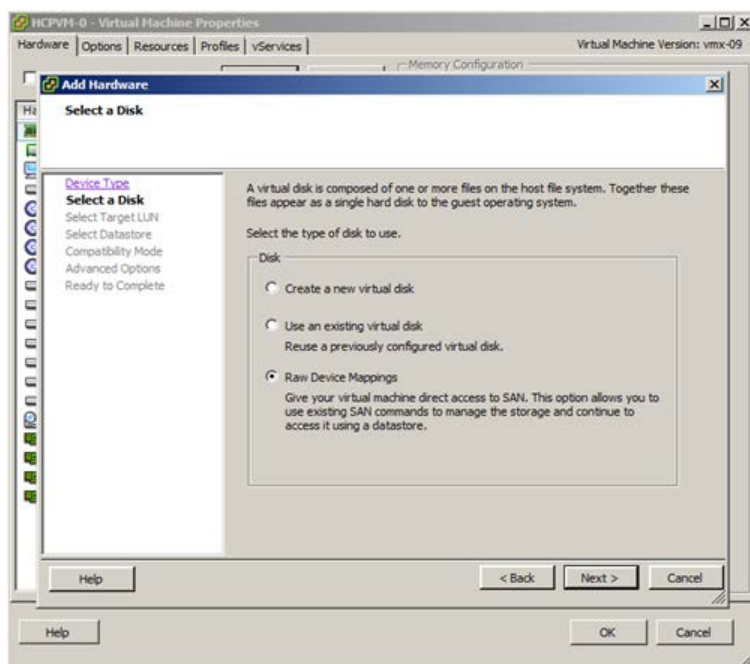 HCPVM-0 - Virtual Machine Properties
Hardware Options Resources Profiles vServices Virtual Machine Version: vmx-09
Memory Configuration
Add Hardware
Select a Disk
Device Type
Select a Disk
Select Target LUN
Select Datastore
Compatibility Mode
Advanced Options
Ready to Complete
A virtual disk is composed of one or more files on the host file system. Together these
files appear as a single hard disk to the guest operating system.
Select the type of disk to use.
Disk
Create a new virtual disk
Use an existing virtual disk
Reuse a previously configured virtual disk.
Raw Device Mappings
Give your virtual machine direct access to SAN. This option allows you to
use existing SAN commands to manage the storage and continue to
access it using a datastore.
Help < Back Next > Cancel
Help OK Cancel